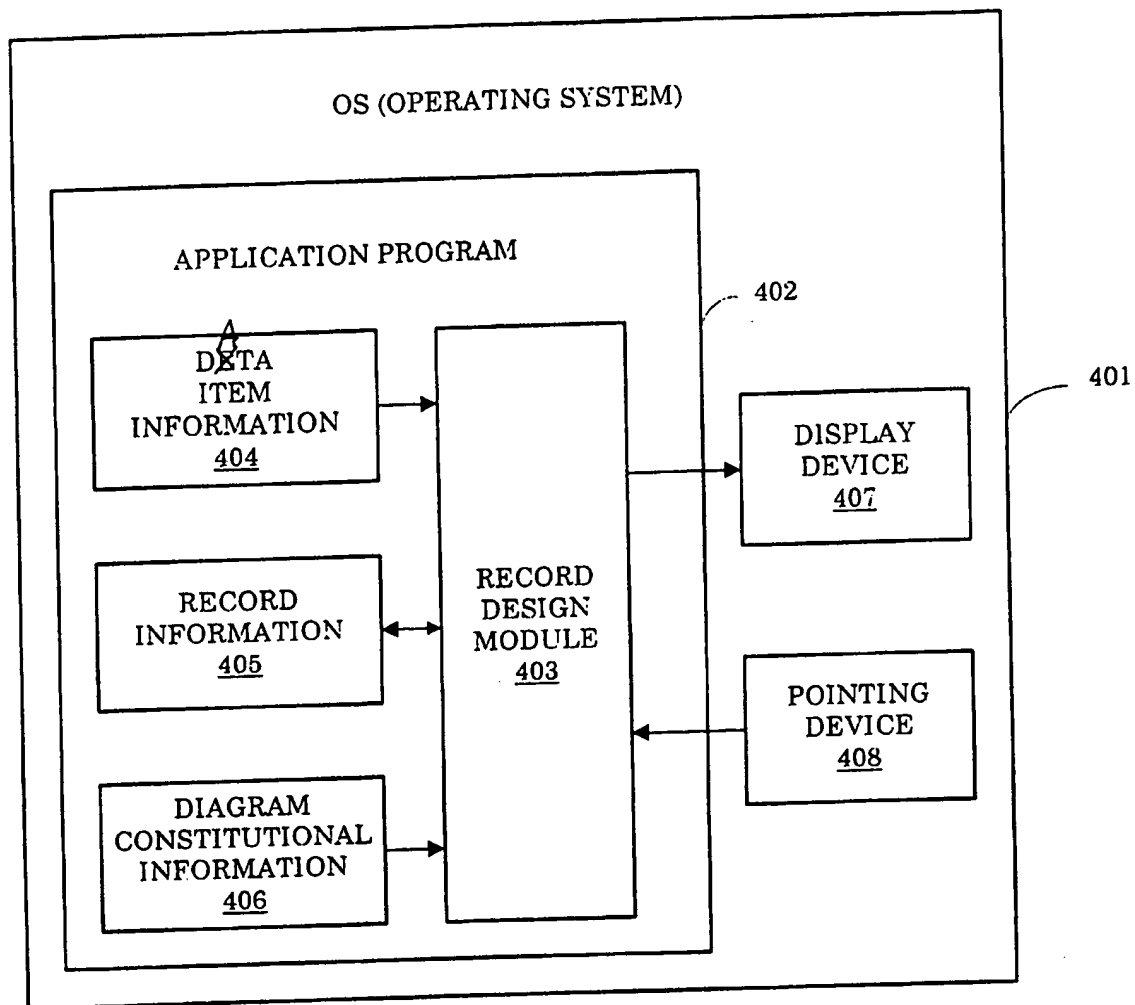 OS (OPERATING SYSTEM)
APPLICATION PROGRAM
402
401
DETA
A
ITEM
INFORMATION
404
RECORD
INFORMATION
405
DIAGRAM
CONSTITUTIONAL
INFORMATION
406
RECORD
DESIGN
MODULE
403
DISPLAY
DEVICE
407
POINTING
DEVICE
408